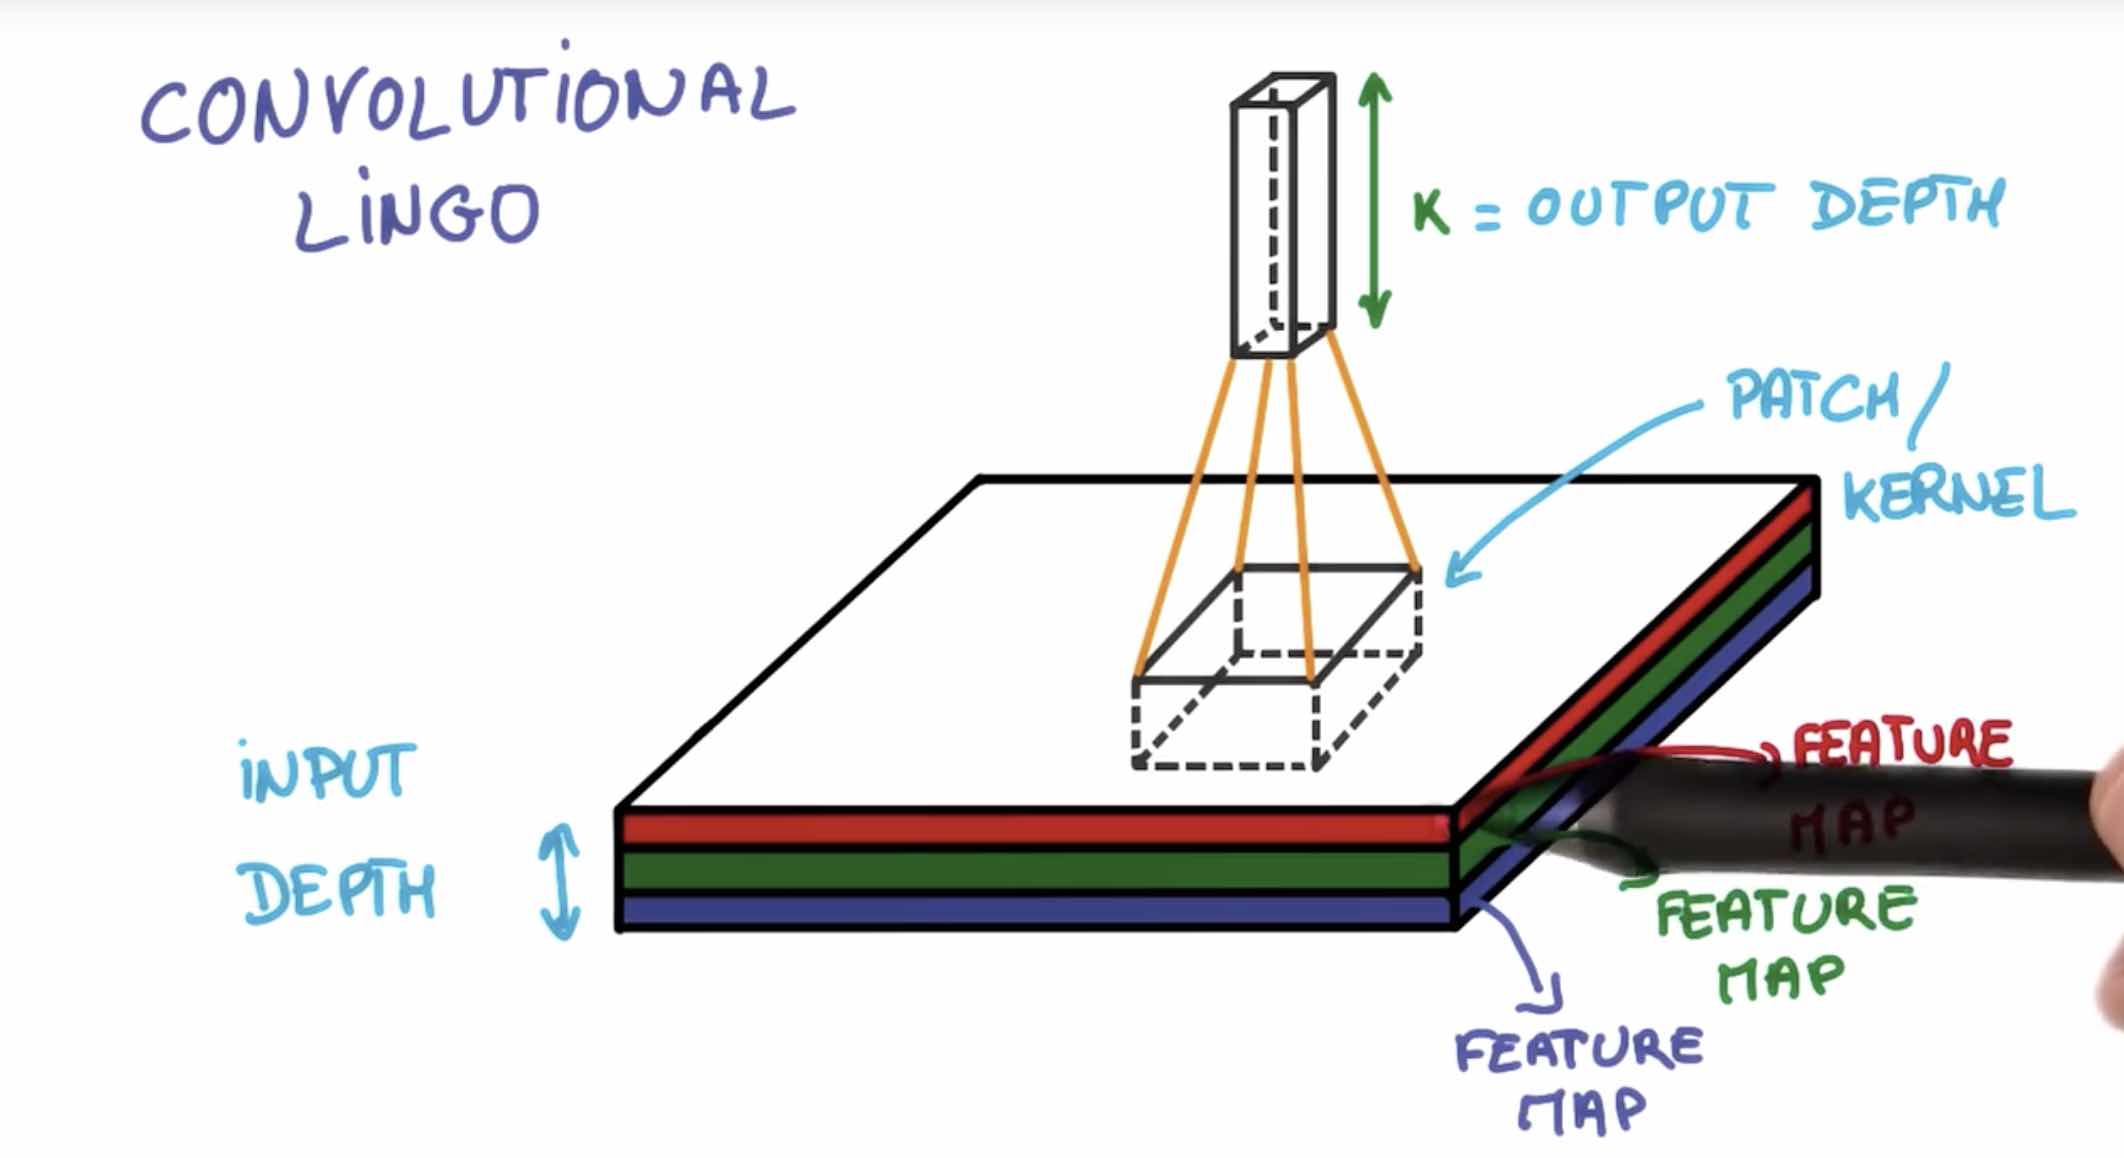 CONVOLUTIONAL
LiNGO
K = OUTPUT DEPTH
PATCH/
KERNEL
iNPUT
DEPTH
FEATURE
MAP
FEATURE
MAP
FEATURE
MAP